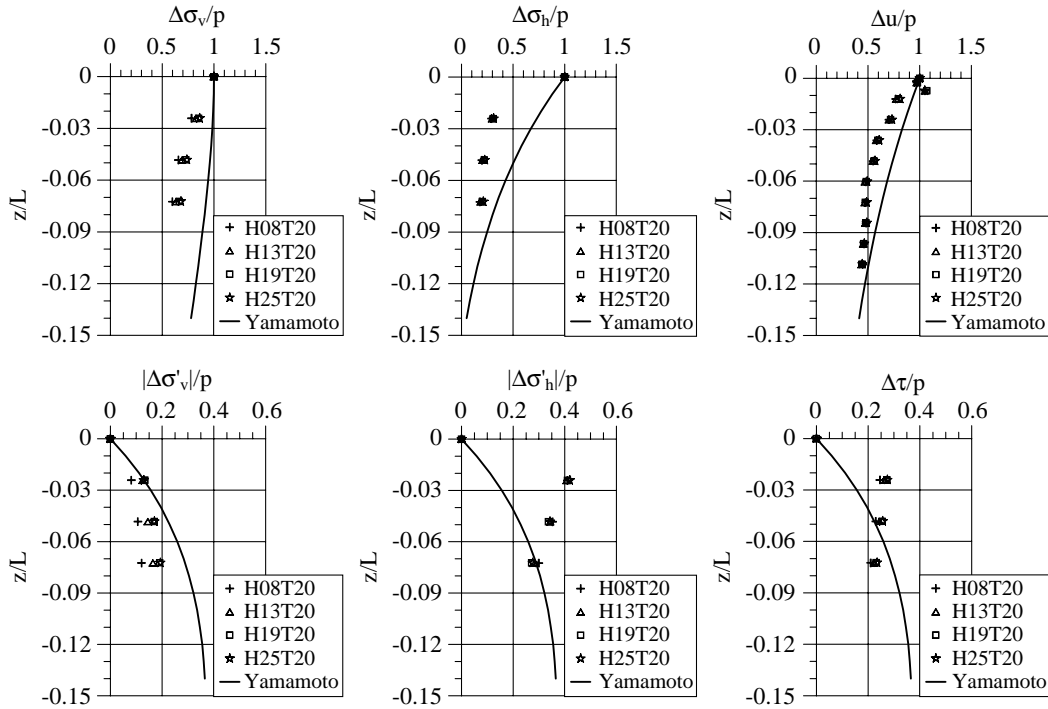 Δσv/p
0 0.5 1 1.5
0
-0.03
-0.06
-0.09
-0.12
-0.15
z/L
H08T20
H13T20
H19T20
H25T20
Yamamoto
Δσh/p
0 0.5 1 1.5
0
-0.03
-0.06
-0.09
-0.12
-0.15
z/L
H08T20
H13T20
H19T20
H25T20
Yamamoto
Δu/p
0 0.5 1 1.5
0
-0.03
-0.06
-0.09
-0.12
-0.15
z/L
H08T20
H13T20
H19T20
H25T20
Yamamoto
|Δσ'v|/p
0 0.2 0.4 0.6
0
-0.03
-0.06
-0.09
-0.12
-0.15
z/L
H08T20
H13T20
H19T20
H25T20
Yamamoto
|Δσ'h|/p
0 0.2 0.4 0.6
0
-0.03
-0.06
-0.09
-0.12
-0.15
z/L
H08T20
H13T20
H19T20
H25T20
Yamamoto
Δτ/p
0 0.2 0.4 0.6
0
-0.03
-0.06
-0.09
-0.12
-0.15
z/L
H08T20
H13T20
H19T20
H25T20
Yamamoto